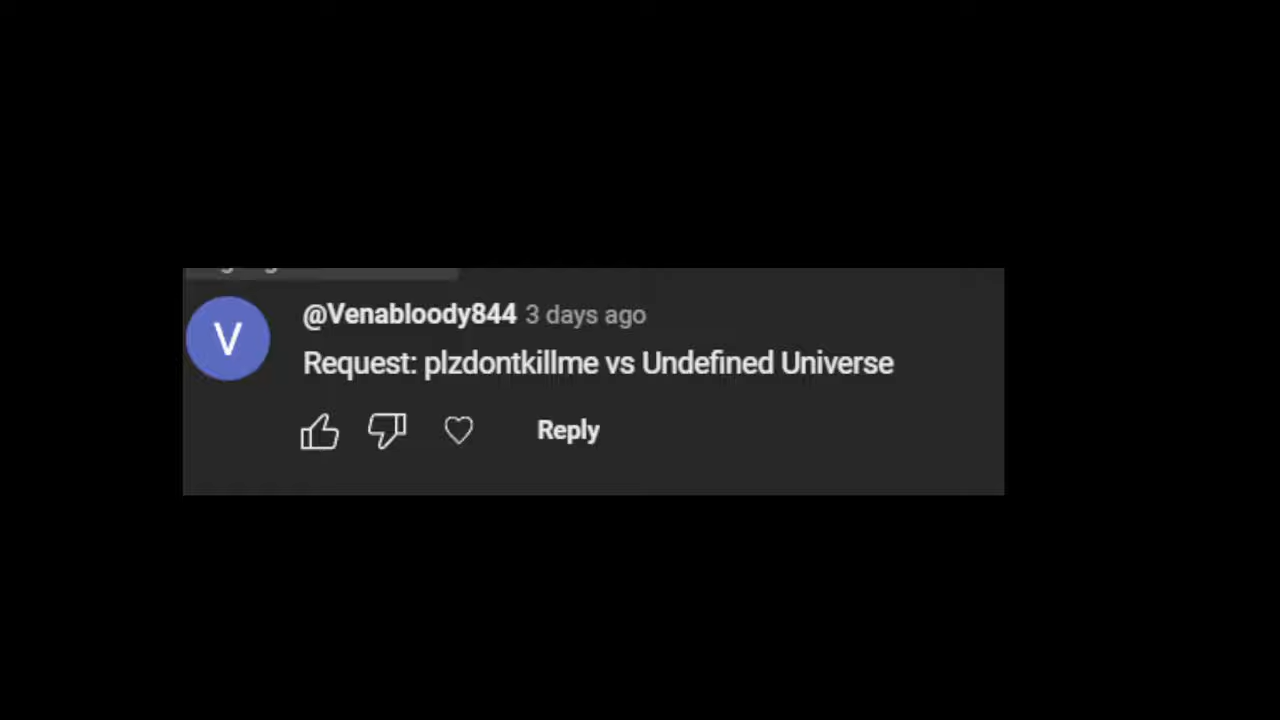 V
@Venabloody844 3 days ago
Request: plzdontkillme vs Undefined Universe
Reply